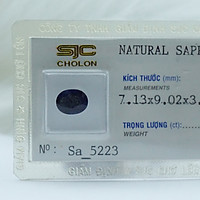 SJC
CHOLON
NATURAL SAPP
KÍCH THƯỚC (mm):
MEASUREMENTS
7.13x9.02x3.
TRỌNG LƯỢNG (ct):
WEIGHT
Nº: Sa_5223